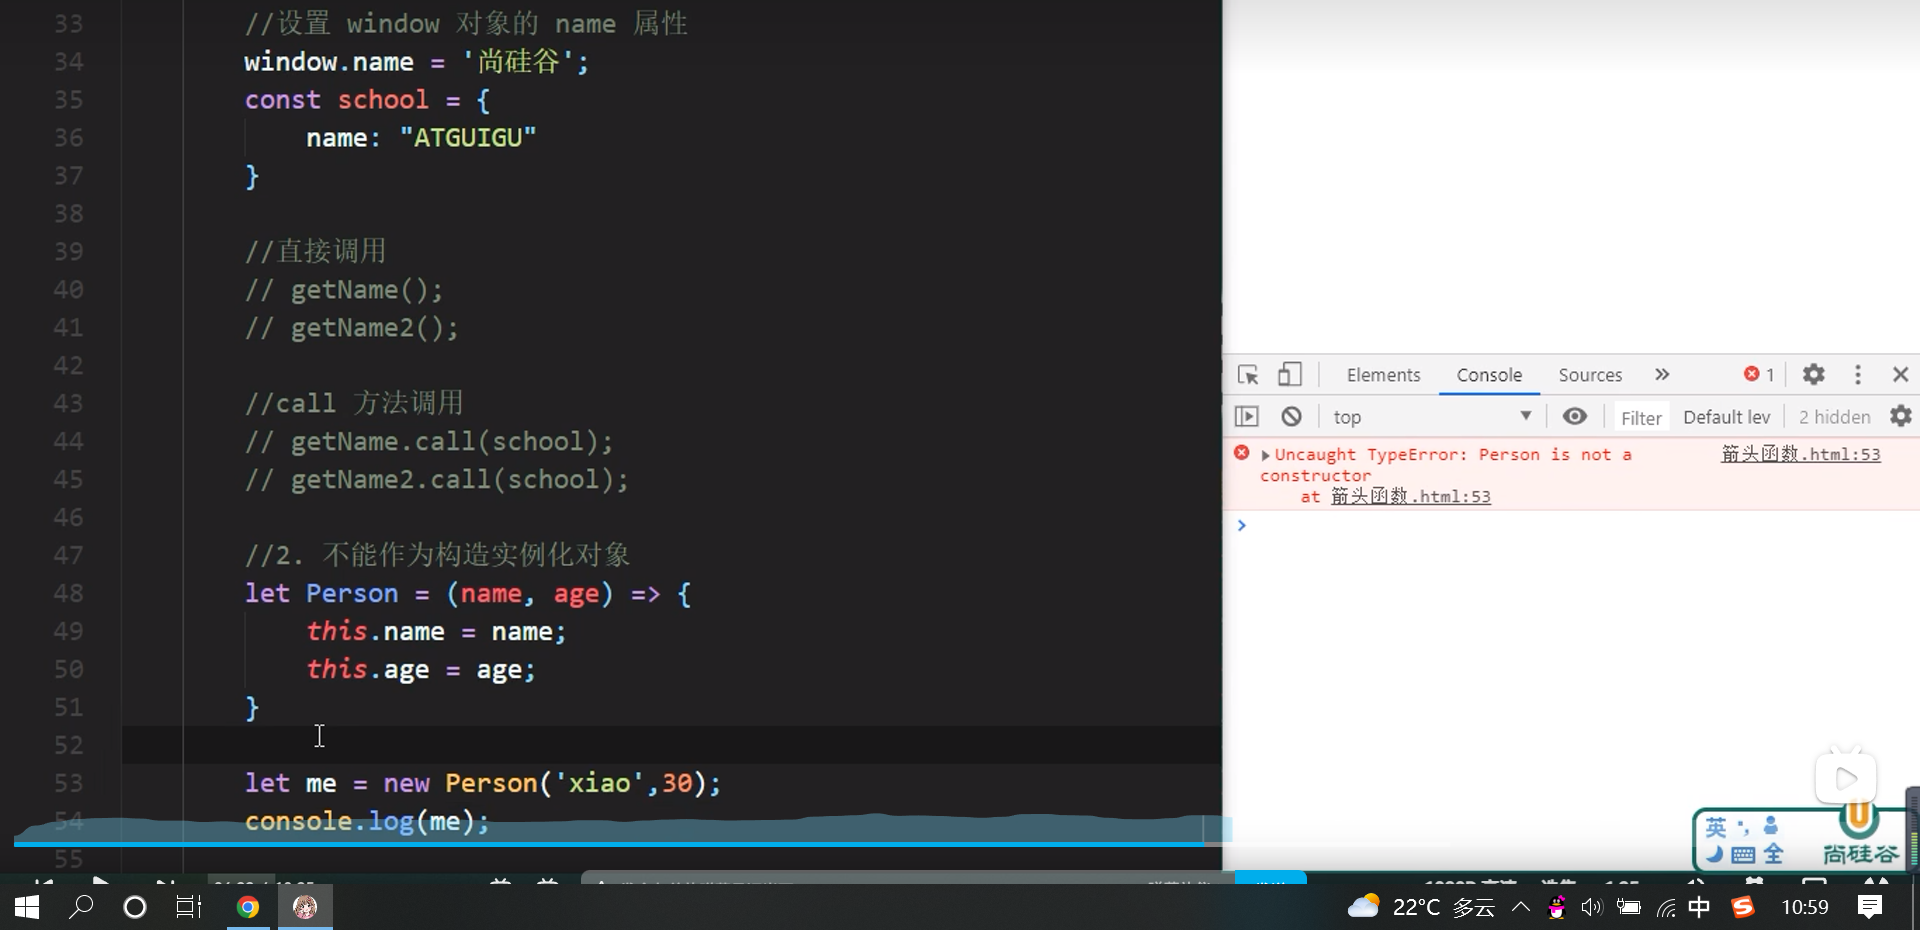 33 //设置 window 对象的 name 属性
34 window.name = '尚硅谷';
35 const school = {
36 name: "ATGUIGU"
37 }
38
39 //直接调用
40 // getName();
41 // getName2();
42
43 //call 方法调用
44 // getName.call(school);
45 // getName2.call(school);
46
47 //2. 不能作为构造实例化对象
48 let Person = (name, age) => {
49 this.name = name;
50 this.age = age;
51 }
52
53 let me = new Person('xiao',30);
54 console.log(me);
55
Elements Console Sources » 1
top Filter Default lev 2 hidden
Uncaught TypeError: Person is not a 箭头函数.html:53
constructor
at 箭头函数.html:53
英
全
尚硅谷
22°C 多云 中 10:59